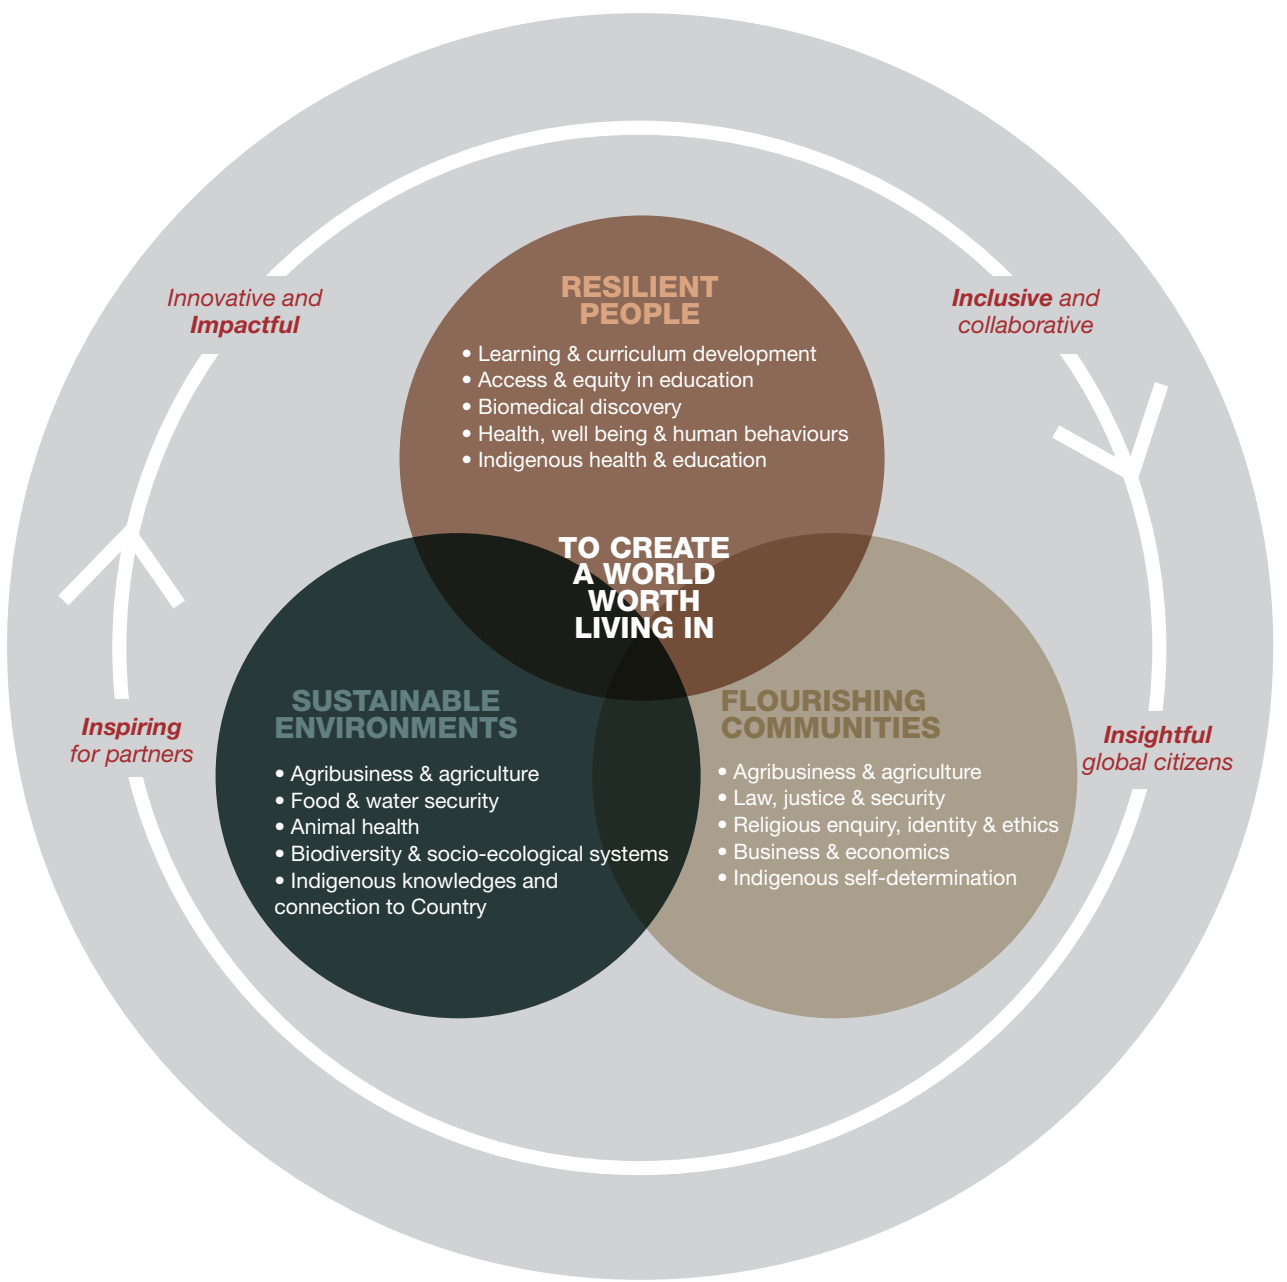 Innovative and
Impactful
Inclusive and
collaborative
RESILIENT
PEOPLE
• Learning & curriculum development
• Access & equity in education
• Biomedical discovery
• Health, well being & human behaviours
• Indigenous health & education
TO CREATE
A WORLD
WORTH
LIVING IN
Inspiring
for partners
SUSTAINABLE
ENVIRONMENTS
• Agribusiness & agriculture
• Food & water security
• Animal health
• Biodiversity & socio-ecological systems
• Indigenous knowledges and
connection to Country
FLOURISHING
COMMUNITIES
• Agribusiness & agriculture
• Law, justice & security
• Religious enquiry, identity & ethics
• Business & economics
• Indigenous self-determination
Insightful
global citizens